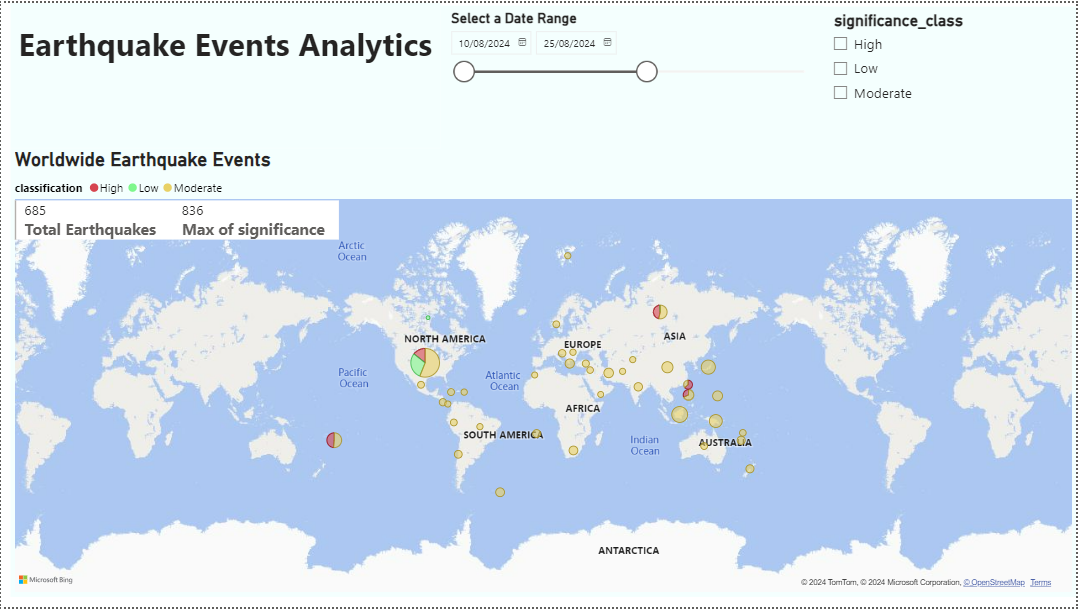 Earthquake Events Analytics
Select a Date Range
10/08/2024 25/08/2024
significance_class
High
Low
Moderate
Worldwide Earthquake Events
classification High Low Moderate
685 836
Total Earthquakes Max of significance
Arctic
Ocean
NORTH AMERICA
EUROPE
ASIA
Pacific
Ocean
Atlantic
Ocean
AFRICA
SOUTH AMERICA
Indian
Ocean
AUSTRALIA
ANTARCTICA
Microsoft Bing
© 2024 TomTom, © 2024 Microsoft Corporation, © OpenStreetMap Terms